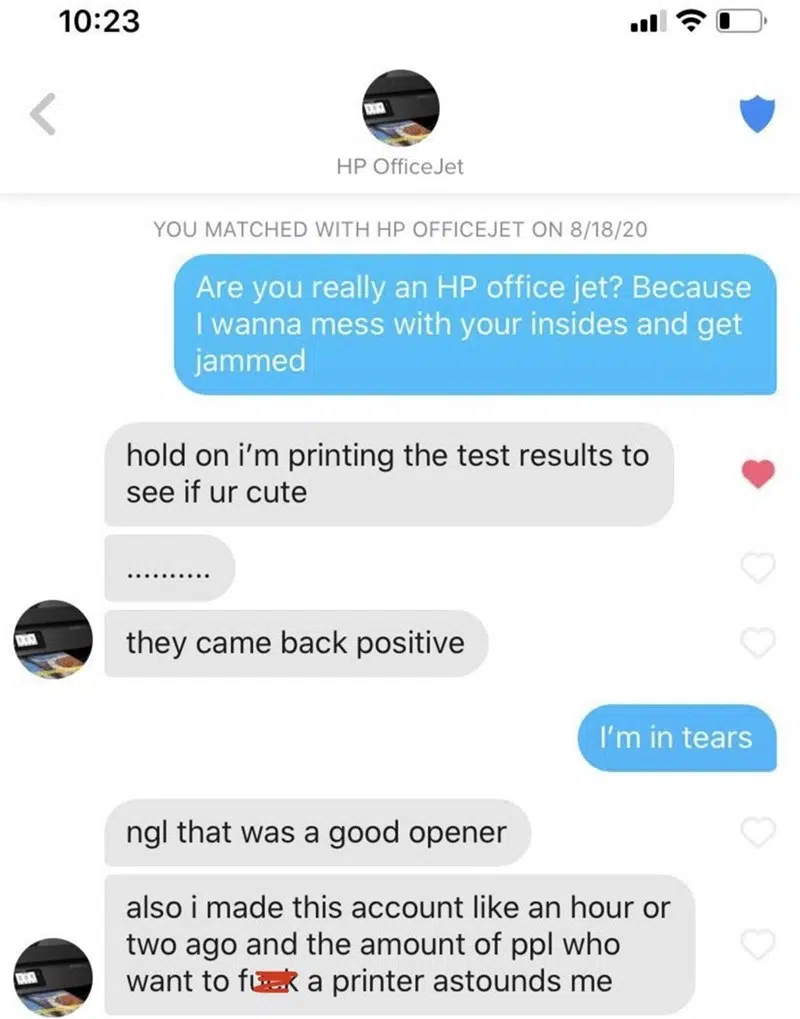 10:23
HP OfficeJet
YOU MATCHED WITH HP OFFICEJET ON 8/18/20
Are you really an HP office jet? Because
I wanna mess with your insides and get
jammed
hold on i’m printing the test results to
see if ur cute
..........
they came back positive
I’m in tears
ngl that was a good opener
also i made this account like an hour or
two ago and the amount of ppl who
want to fuck a printer astounds me